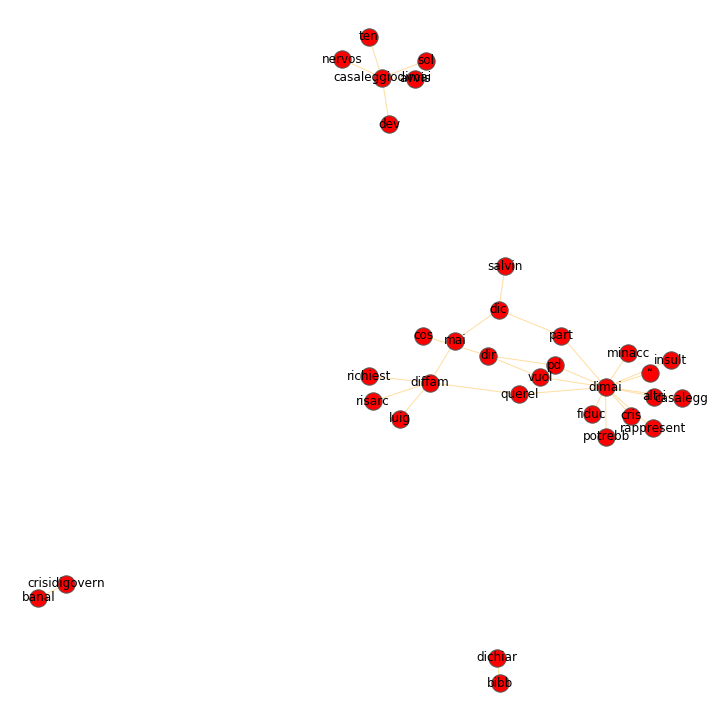 ten
nervos
sol
casaleggiodimai
dev
salvin
dic
cos
mai
part
dir
minacc
pd
insult
richiest
diffam
vuol
“
dimai
querel
risarc
casalegg
luig
fiduc
cris
rappresent
potrebb
crisidigovern
banal
dichiar
bibb